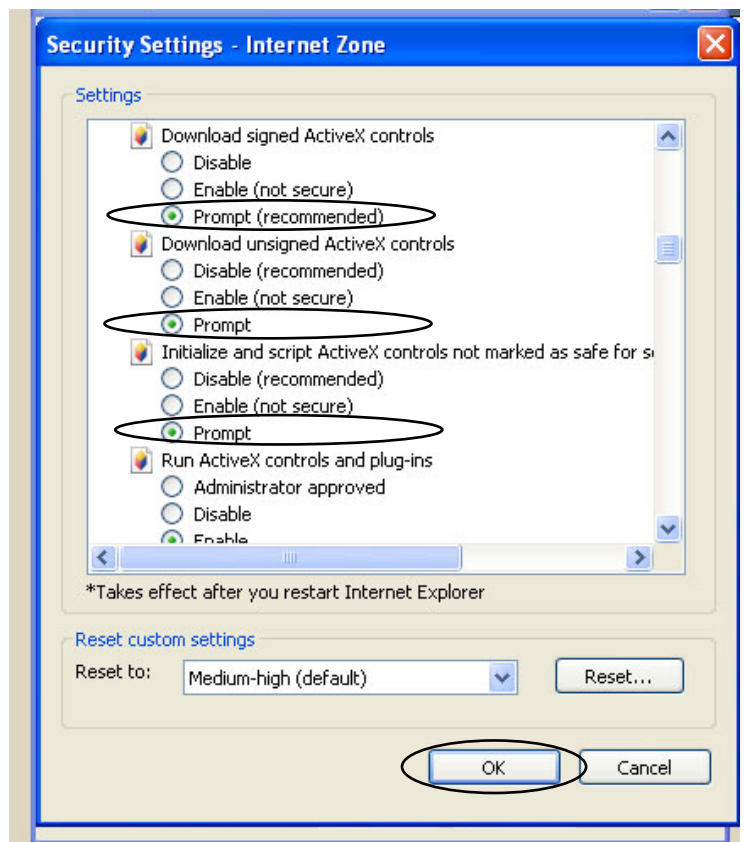 Security Settings - Internet Zone
Settings
Download signed ActiveX controls
Disable
Enable (not secure)
Prompt (recommended)
Download unsigned ActiveX controls
Disable (recommended)
Enable (not secure)
Prompt
Initialize and script ActiveX controls not marked as safe for
Disable (recommended)
Enable (not secure)
Prompt
Run ActiveX controls and plug-ins
Administrator approved
Disable
Enable
*Takes effect after you restart Internet Explorer
Reset custom settings
Reset to: Medium-high (default) Reset...
OK Cancel